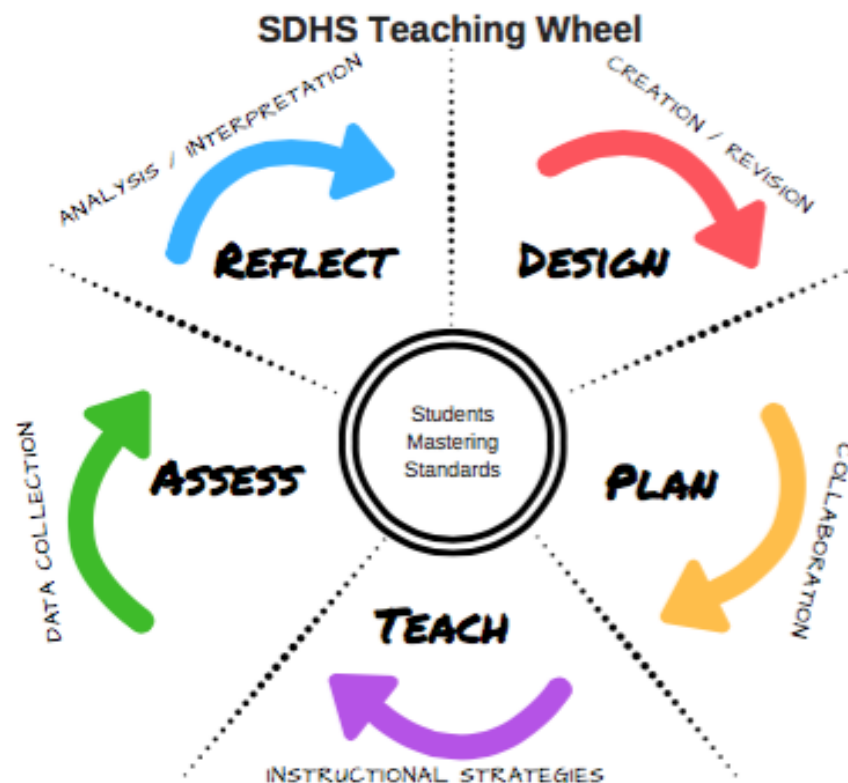 SDHS Teaching Wheel
ANALYSIS / INTERPRETATION
CREATION / REVISION
REFLECT
DESIGN
Students
Mastering
Standards
ASSESS
PLAN
DATA COLLECTION
COLLABORATION
TEACH
INSTRUCTIONAL STRATEGIES